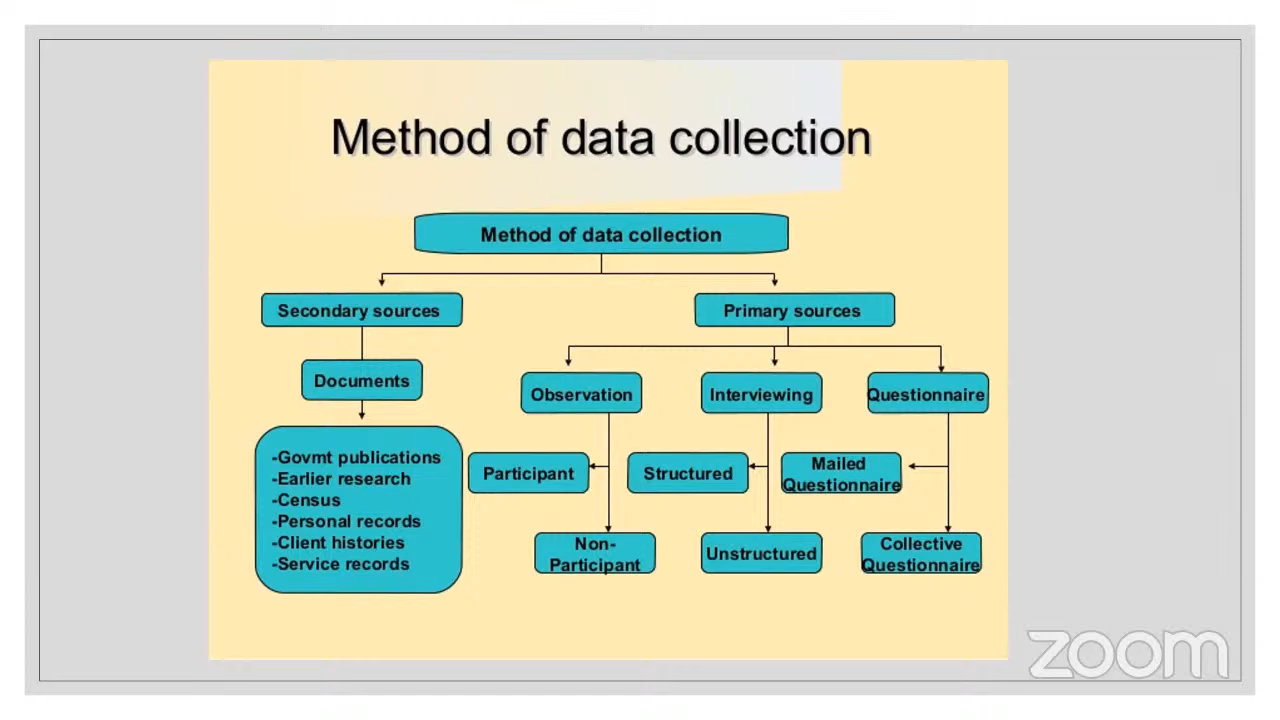 Method of data collection
Method of data collection
Secondary sources
Primary sources
Documents
Observation
Interviewing
Questionnaire
-Govmt publications
-Earlier research
-Census
-Personal records
-Client histories
-Service records
Participant
Structured
Mailed
Questionnaire
Non-
Participant
Unstructured
Collective
Questionnaire
zoom